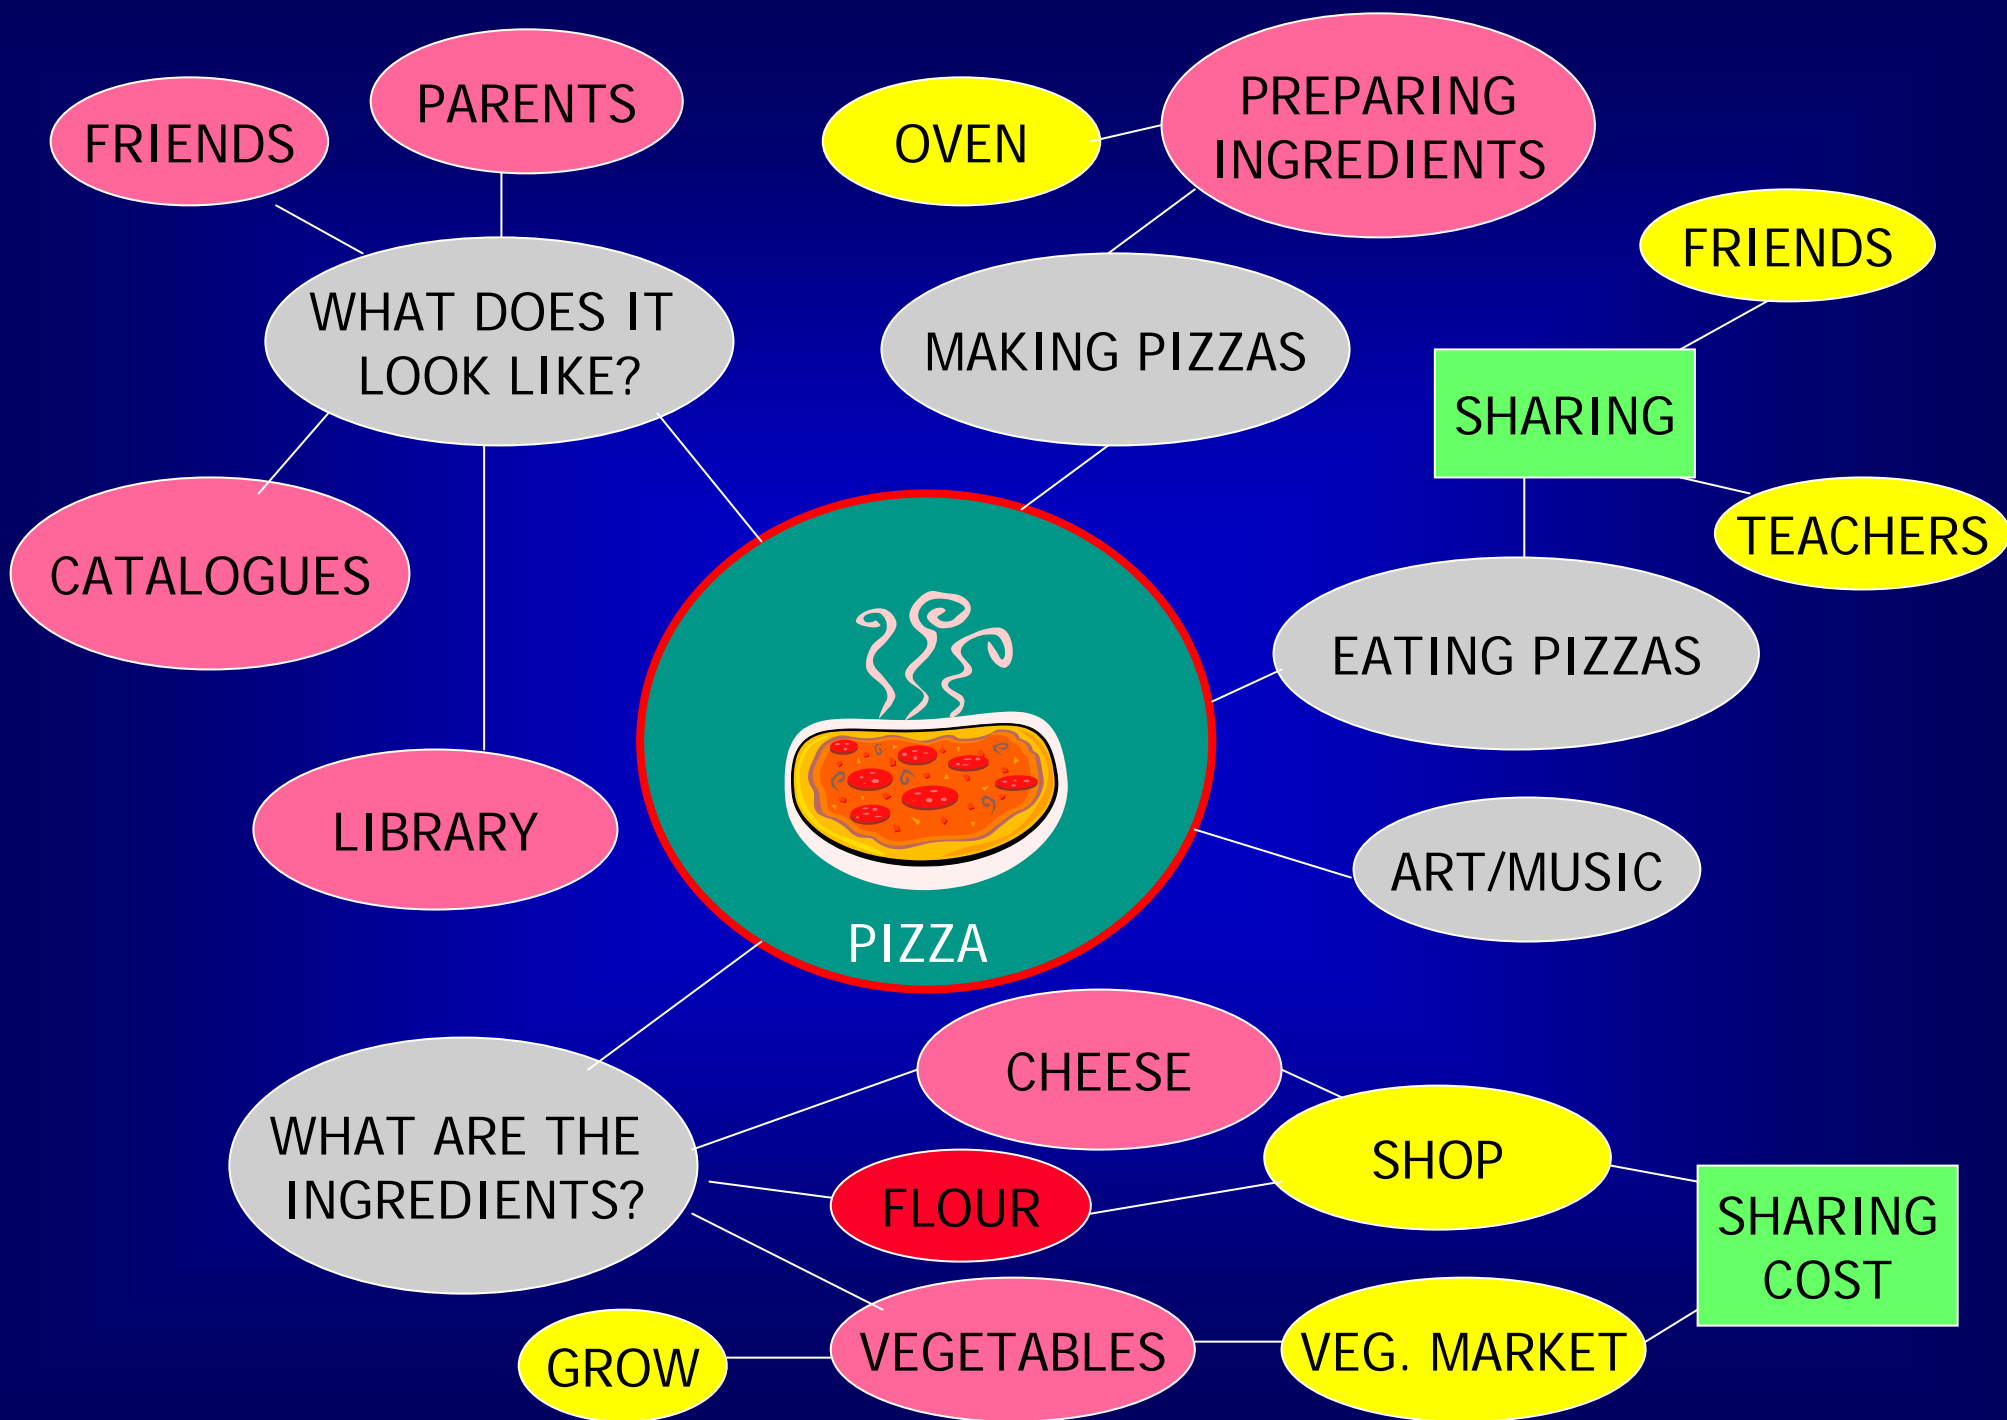 FRIENDS
PARENTS
OVEN
PREPARING
INGREDIENTS
FRIENDS
WHAT DOES IT
LOOK LIKE?
MAKING PIZZAS
SHARING
TEACHERS
CATALOGUES
EATING PIZZAS
LIBRARY
ART/MUSIC
PIZZA
CHEESE
WHAT ARE THE
INGREDIENTS?
SHOP
FLOUR
SHARING
COST
GROW
VEGETABLES
VEG. MARKET